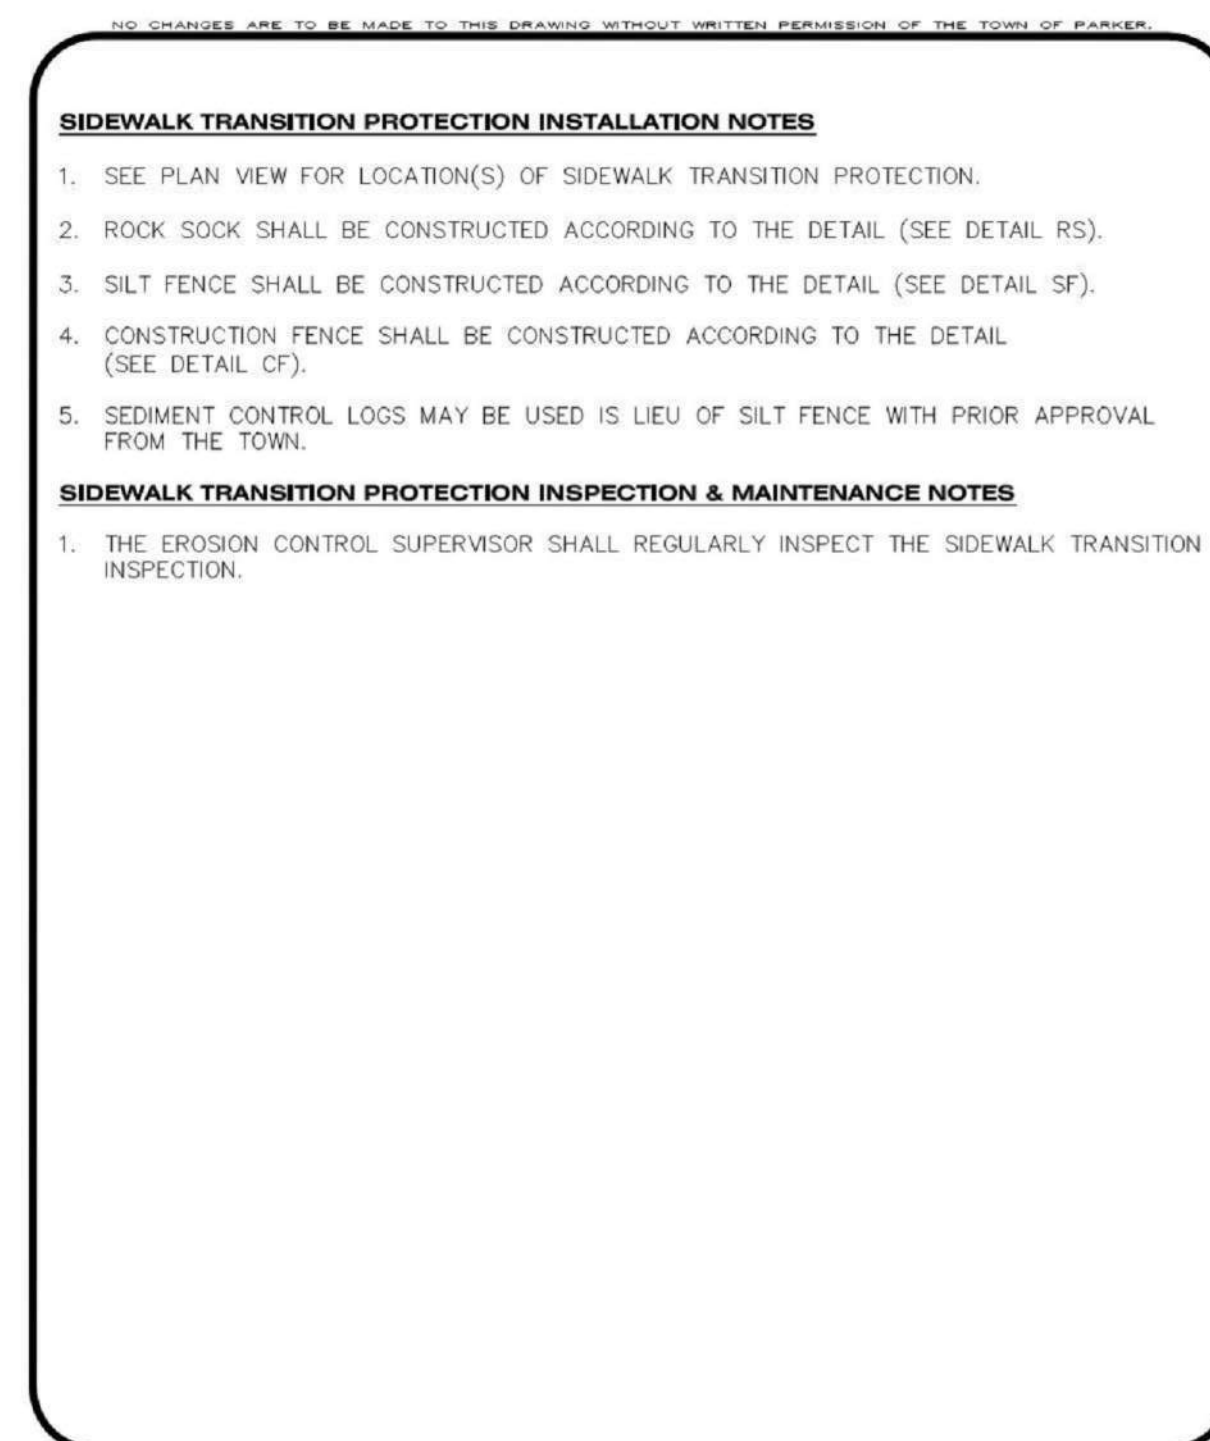 NO CHANGES ARE TO BE MADE TO THIS DRAWING WITHOUT WRITTEN PERMISSION OF THE TOWN OF PARKER.
SIDEWALK TRANSITION PROTECTION INSTALLATION NOTES
1. SEE PLAN VIEW FOR LOCATION(S) OF SIDEWALK TRANSITION PROTECTION.
2. ROCK SOCK SHALL BE CONSTRUCTED ACCORDING TO THE DETAIL (SEE DETAIL RS).
3. SILT FENCE SHALL BE CONSTRUCTED ACCORDING TO THE DETAIL (SEE DETAIL SF).
4. CONSTRUCTION FENCE SHALL BE CONSTRUCTED ACCORDING TO THE DETAIL
(SEE DETAIL CF).
5. SEDIMENT CONTROL LOGS MAY BE USED IS LIEU OF SILT FENCE WITH PRIOR APPROVAL
FROM THE TOWN.
SIDEWALK TRANSITION PROTECTION INSPECTION & MAINTENANCE NOTES
1. THE EROSION CONTROL SUPERVISOR SHALL REGULARLY INSPECT THE SIDEWALK TRANSITION
INSPECTION.